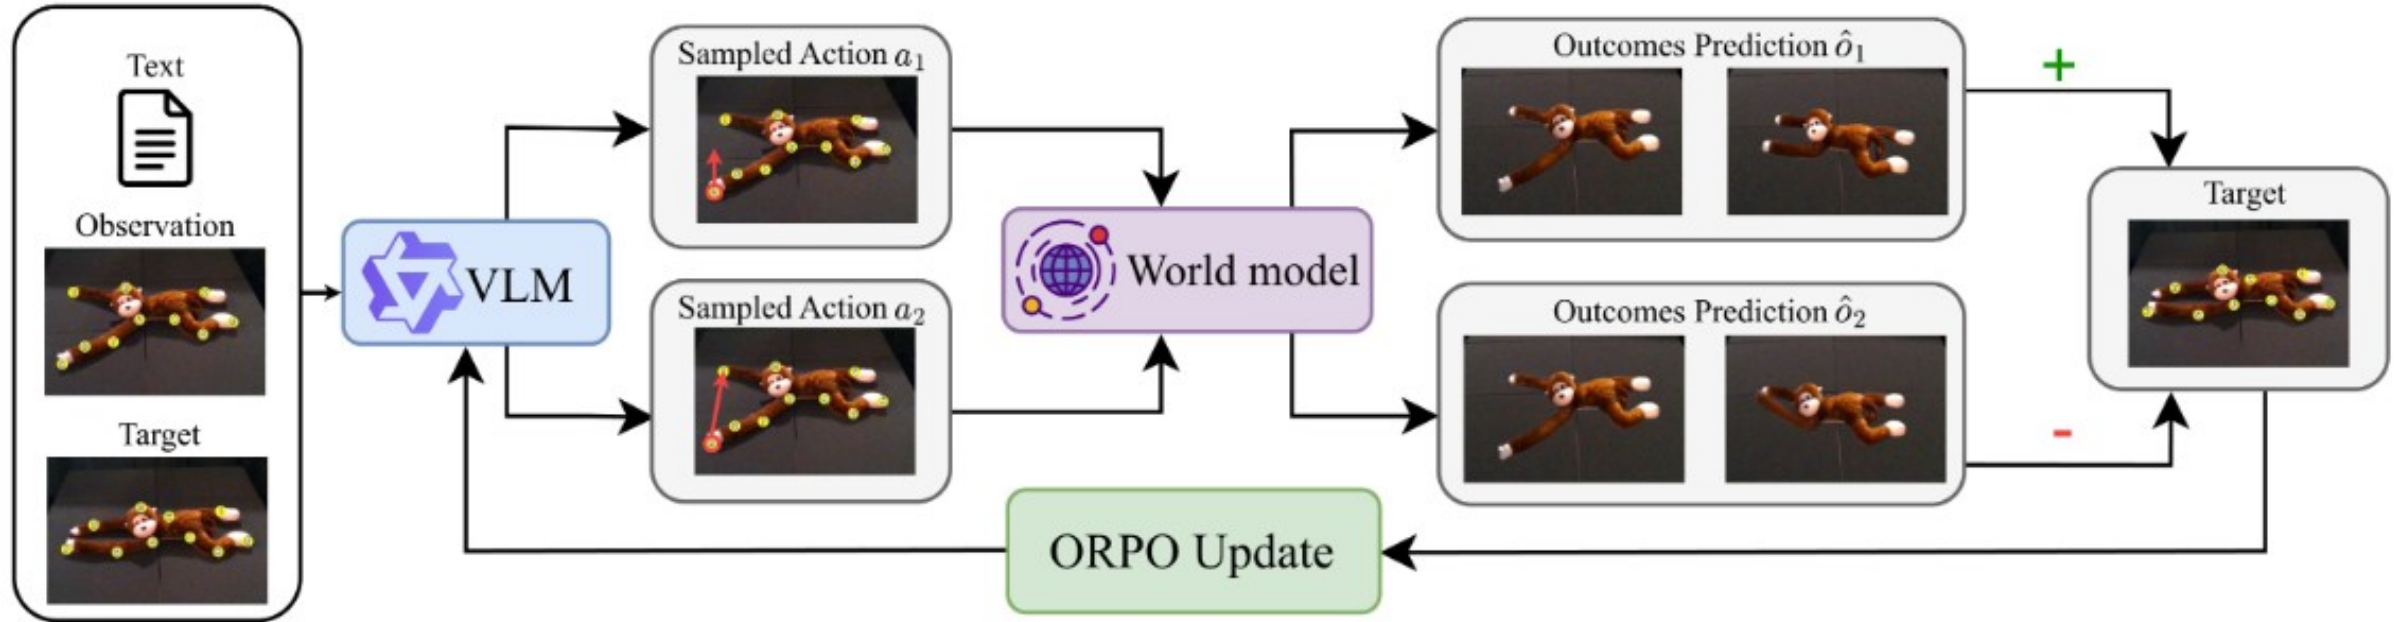 Text
Observation
Target
VLM
Sampled Action a₁
Sampled Action a₂
World model
Outcomes Prediction ô₁
Outcomes Prediction ô₂
+
-
Target
ORPO Update